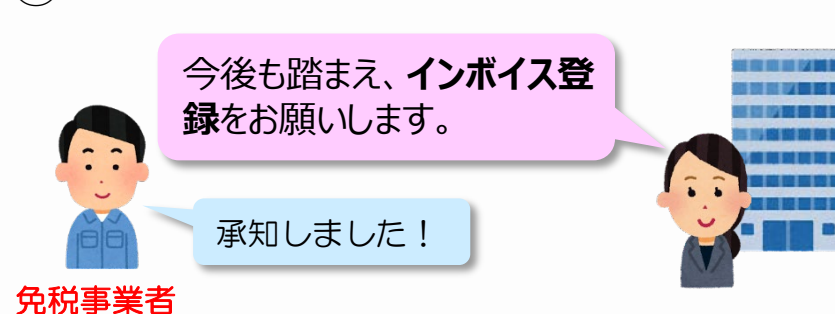 今後も踏まえ、インボイス登
録をお願いします。
承知しました！
免税事業者